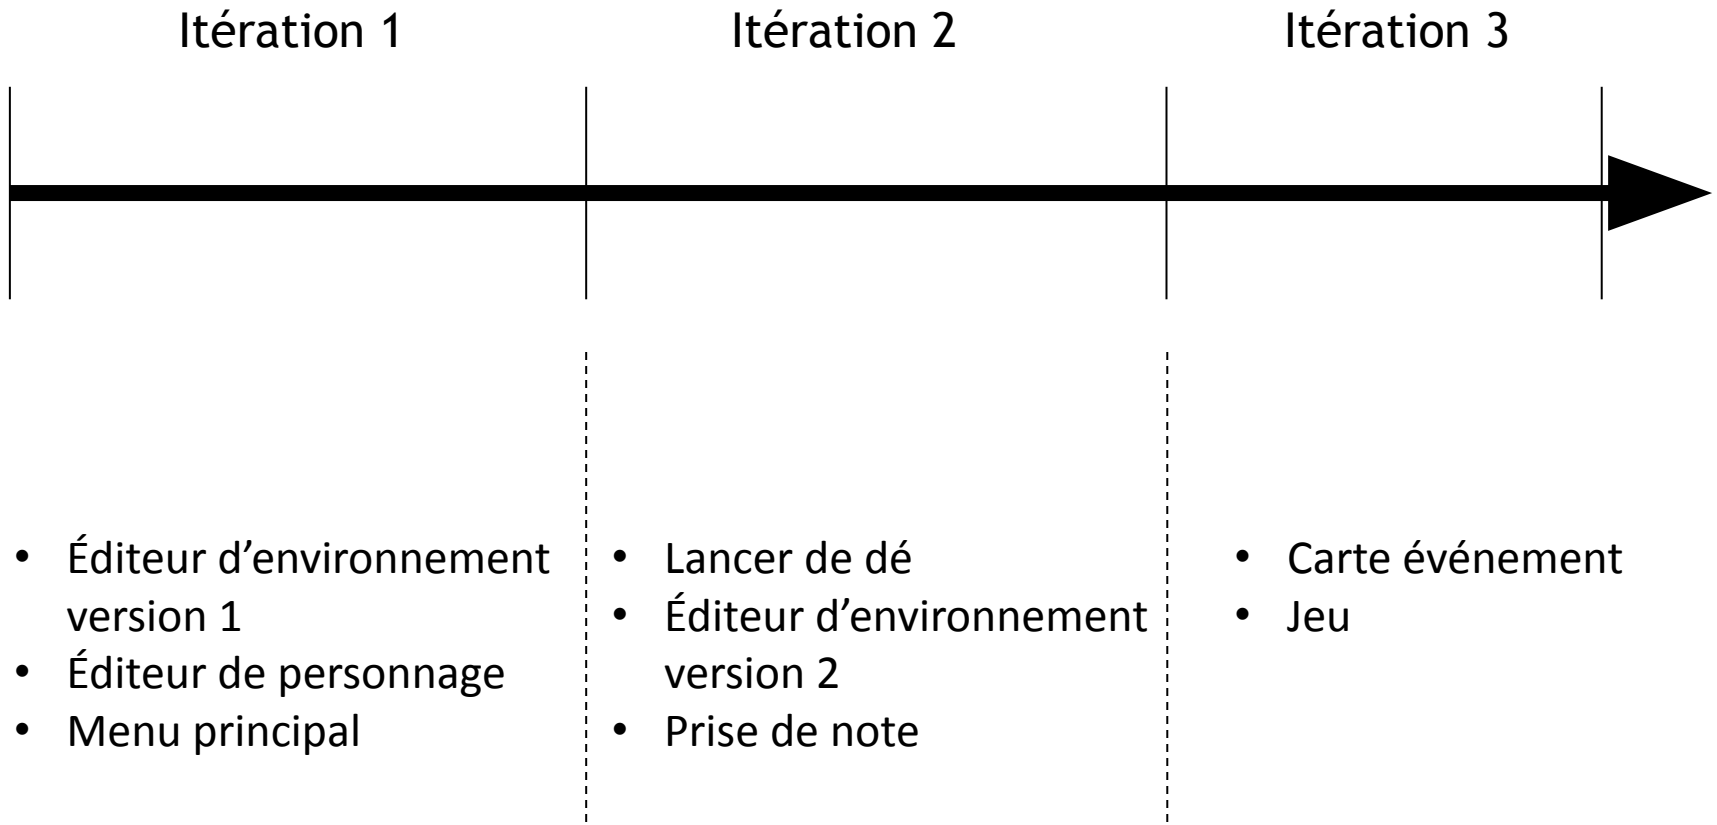 Itération 1
Itération 2
Itération 3
• Éditeur d’environnement
version 1
• Éditeur de personnage
• Menu principal
• Lancer de dé
• Éditeur d’environnement
version 2
• Prise de note
• Carte événement
• Jeu